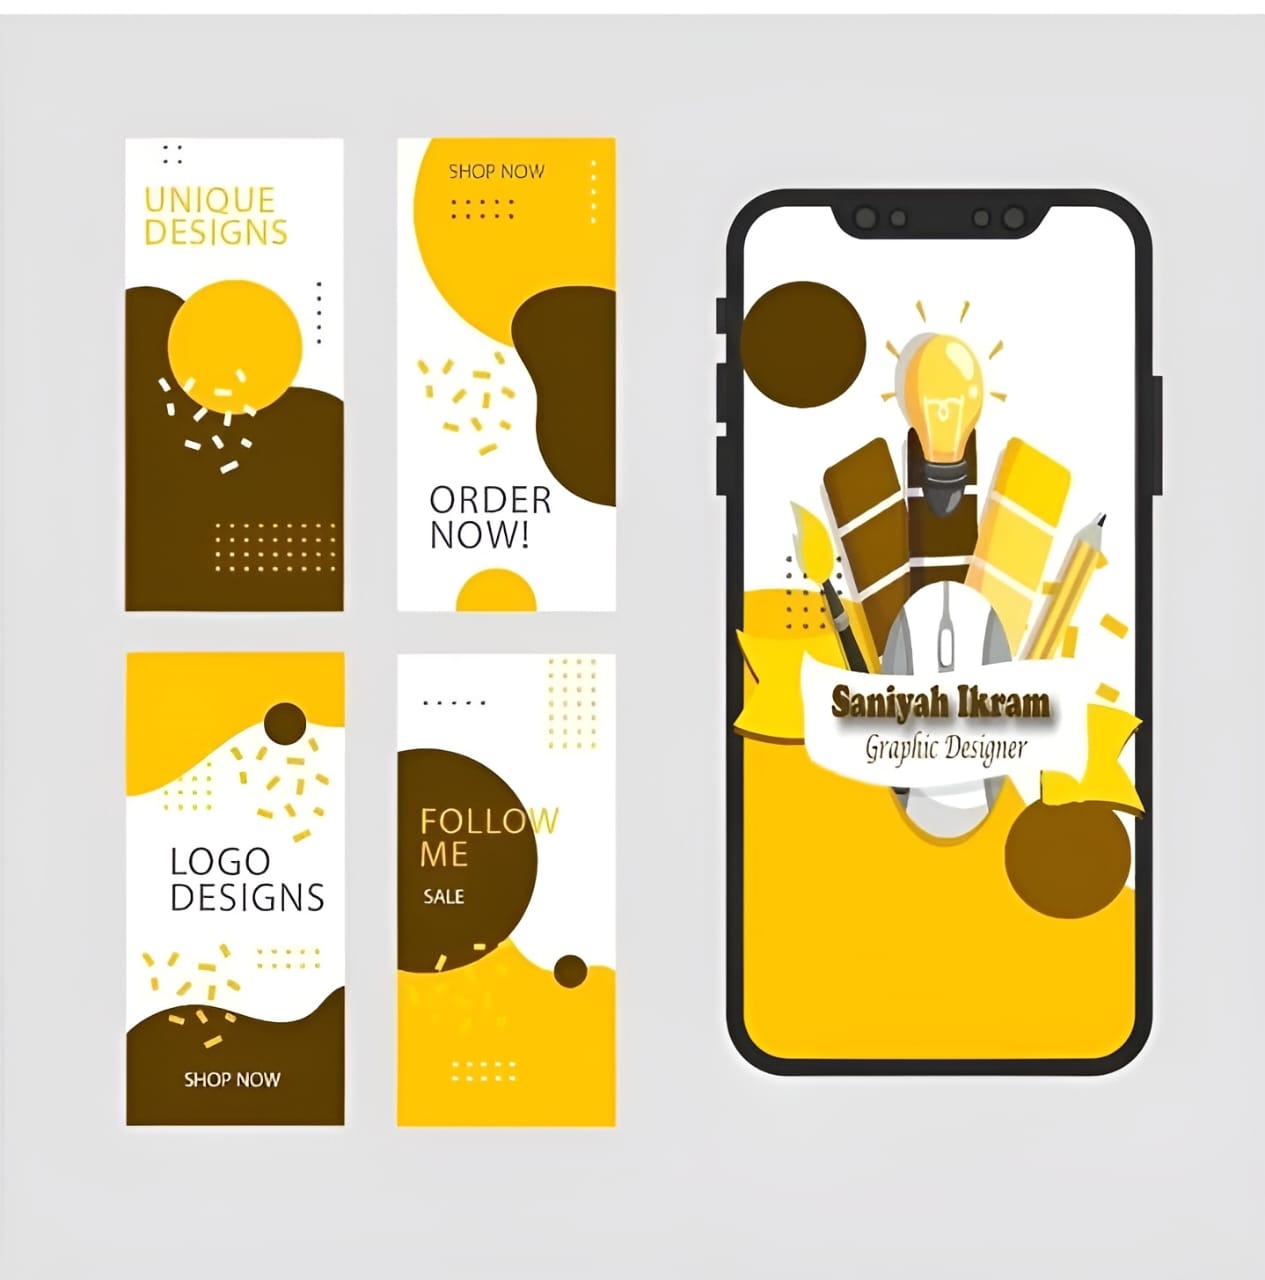 UNIQUE
DESIGNS
SHOP NOW
ORDER
NOW!
LOGO
DESIGNS
SHOP NOW
FOLLOW
ME
SALE
Saniyah Ikram
Graphic Designer